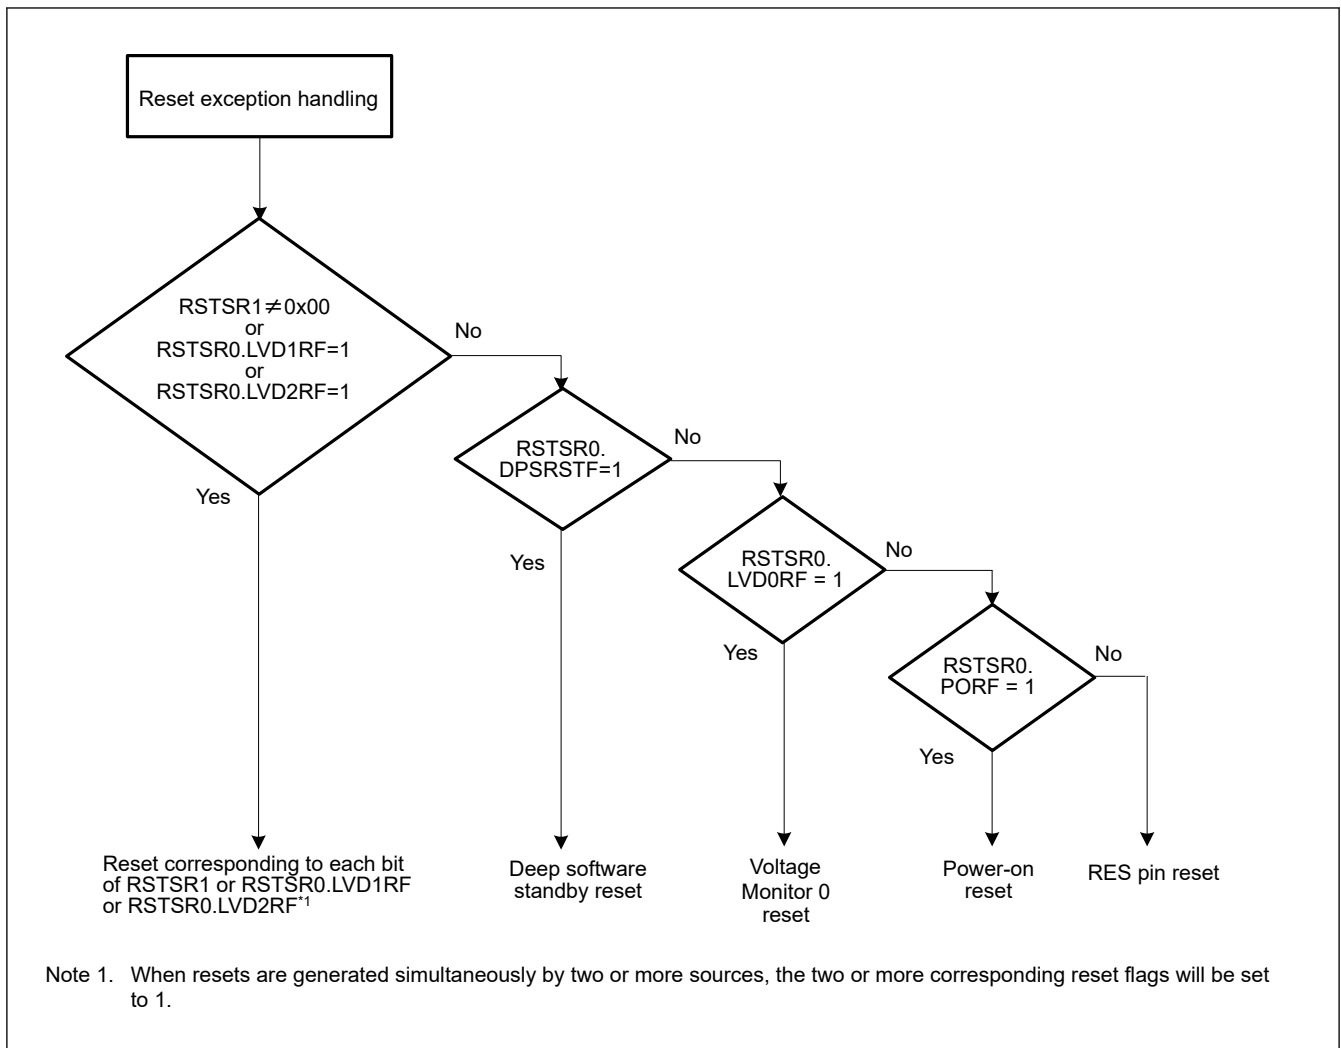 Reset exception handling
RSTSR1≠0x00
or
RSTSR0.LVD1RF=1
or
RSTSR0.LVD2RF=1
No
Yes
RSTSR0.
DPSRSTF=1
No
Yes
RSTSR0.
LVD0RF = 1
No
Yes
RSTSR0.
PORF = 1
No
Yes
Reset corresponding to each bit
of RSTSR1 or RSTSR0.LVD1RF
or RSTSR0.LVD2RF*1
Deep software
standby reset
Voltage
Monitor 0
reset
Power-on
reset
RES pin reset
Note 1. When resets are generated simultaneously by two or more sources, the two or more corresponding reset flags will be set
to 1.